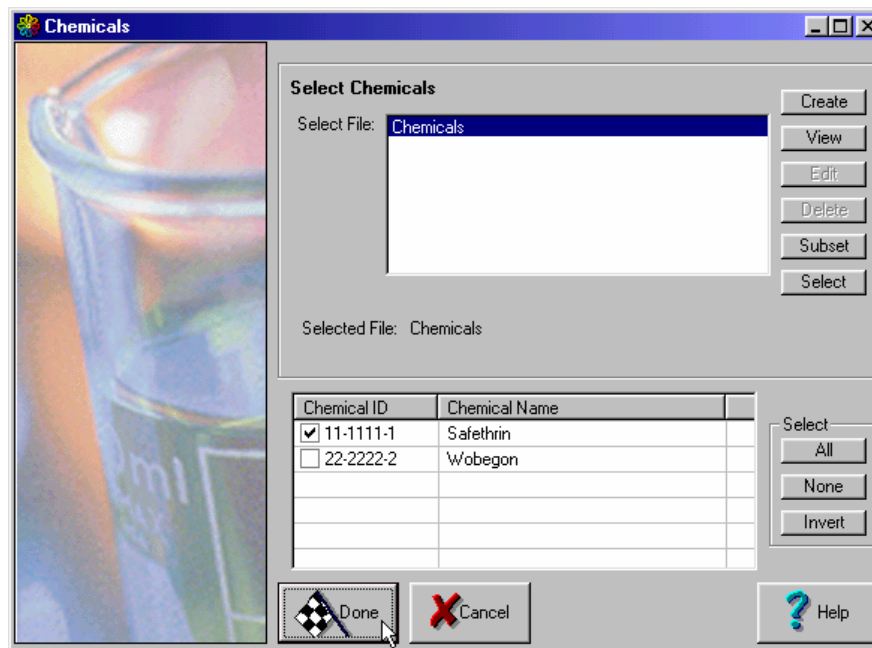 Chemicals
Select Chemicals
Select File: Chemicals
Create
View
Edit
Delete
Subset
Select
Selected File: Chemicals
Chemical ID Chemical Name
11-1111-1 Safethrin
22-2222-2 Wobegon
Select
All
None
Invert
ml
Done Cancel Help